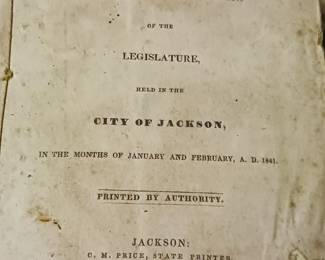 OF THE
LEGISLATURE,
HELD IN THE
CITY OF JACKSON,
IN THE MONTHS OF JANUARY AND FEBRUARY, A. D. 1841.
PRINTED BY AUTHORITY.
JACKSON:
C. M. PRICE, STATE PRINTER